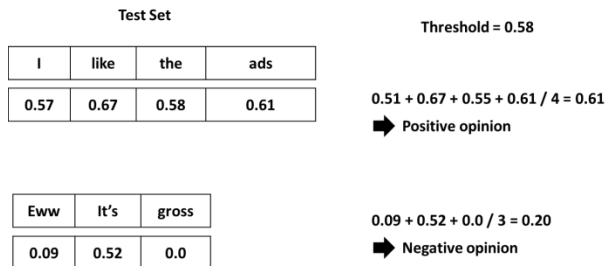 Test Set
Threshold = 0.58
I like the ads
0.57 0.67 0.58 0.61
0.51 + 0.67 + 0.55 + 0.61 / 4 = 0.61
Positive opinion
Eww It's gross
0.09 0.52 0.0
0.09 + 0.52 + 0.0 / 3 = 0.20
Negative opinion